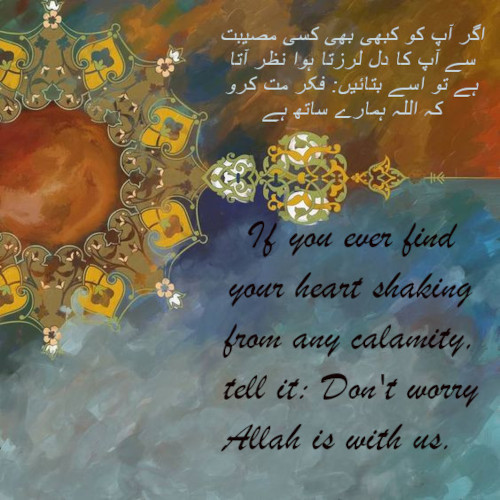 اگر آپ کو کبھی بھی کسی مصیبت
سے آپ کا دل لرزتا ہوا نظر آتا
ہے تو اسے بتائیں: فکر مت کرو
کہ اللہ ہمارے ساتھ ہے
If you ever find
your heart shaking
from any calamity,
tell it: Don't worry
Allah is with us.